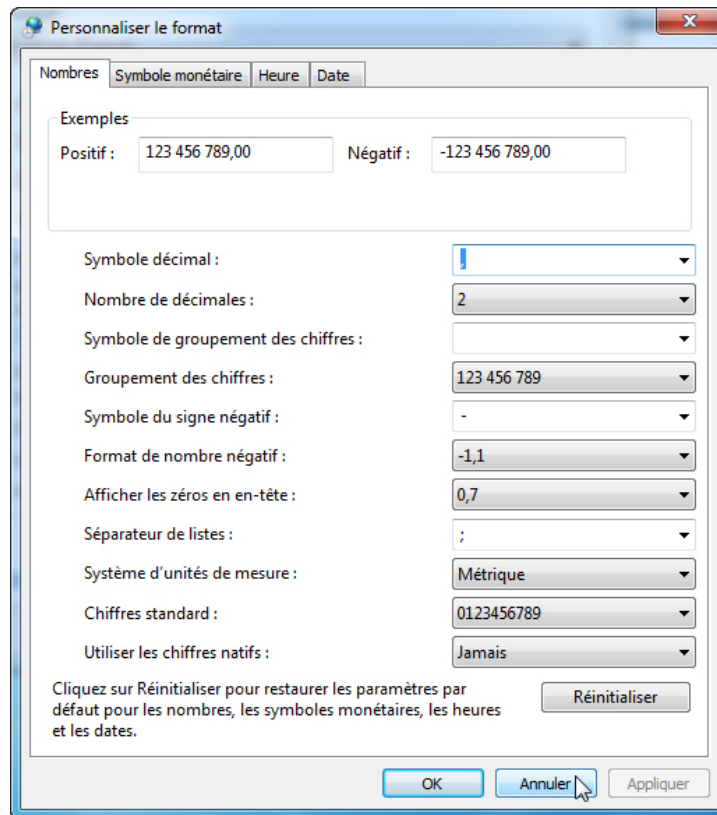 Personnaliser le format
Nombres Symbole monétaire Heure Date
Exemples
Positif : 123 456 789,00 Négatif : -123 456 789,00
Symbole décimal : ,
Nombre de décimales : 2
Symbole de groupement des chiffres :
Groupement des chiffres : 123 456 789
Symbole du signe négatif : -
Format de nombre négatif : -1,1
Afficher les zéros en en-tête : 0,7
Séparateur de listes : ;
Système d'unités de mesure : Métrique
Chiffres standard : 0123456789
Utiliser les chiffres natifs : Jamais
Cliquez sur Réinitialiser pour restaurer les paramètres par
défaut pour les nombres, les symboles monétaires, les heures
et les dates.
Réinitialiser
OK Annuler Appliquer